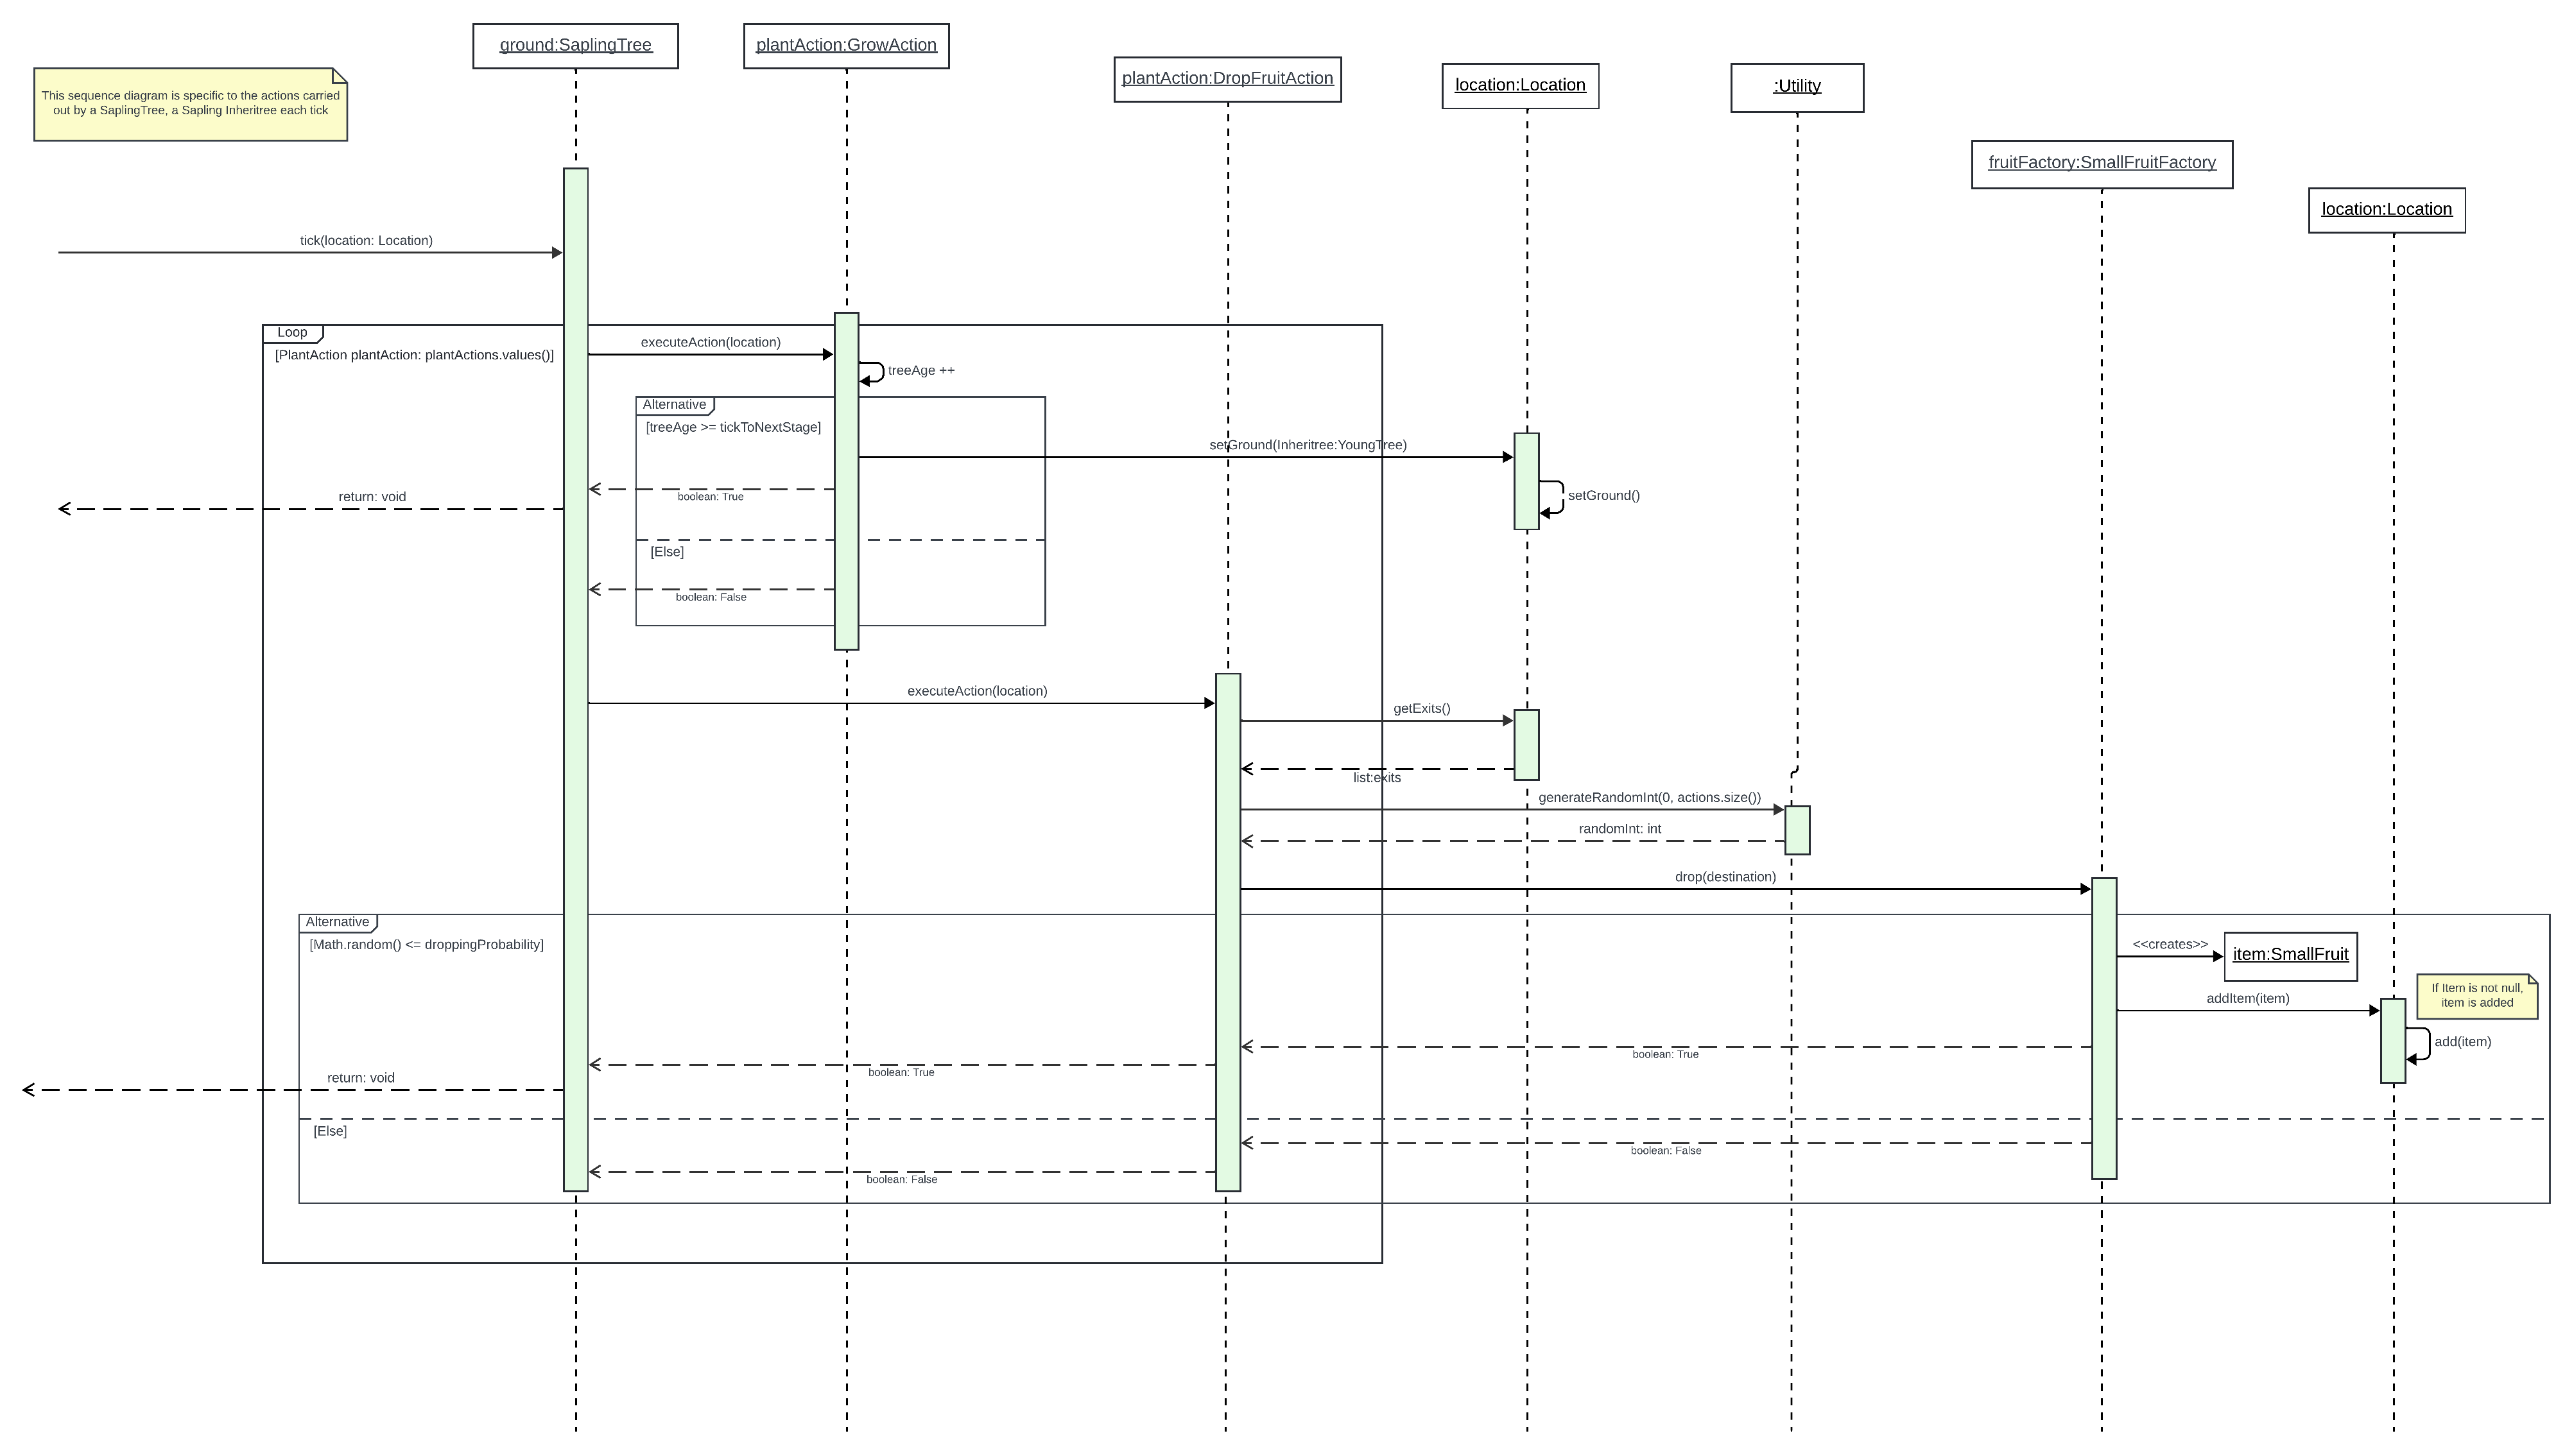 ground:SaplingTree
plantAction:GrowAction
plantAction:DropFruitAction
location:Location
:Utility
This sequence diagram is specific to the actions carried
out by a SaplingTree, a Sapling Inheritree each tick
fruitFactory:SmallFruitFactory
location:Location
tick(location: Location)
Loop
[PlantAction plantAction: plantActions.values()]
executeAction(location)
treeAge ++
Alternative
[treeAge >= tickToNextStage]
setGround(Inheritree:YoungTree)
boolean: True
return: void
setGround()
[Else]
boolean: False
executeAction(location)
getExits()
list:exits
generateRandomInt(0, actions.size())
randomInt: int
drop(destination)
Alternative
[Math.random() <= droppingProbability]
<<creates>>
item:SmallFruit
If Item is not null,
item is added
addItem(item)
add(item)
boolean: True
boolean: True
return: void
[Else]
boolean: False
boolean: False